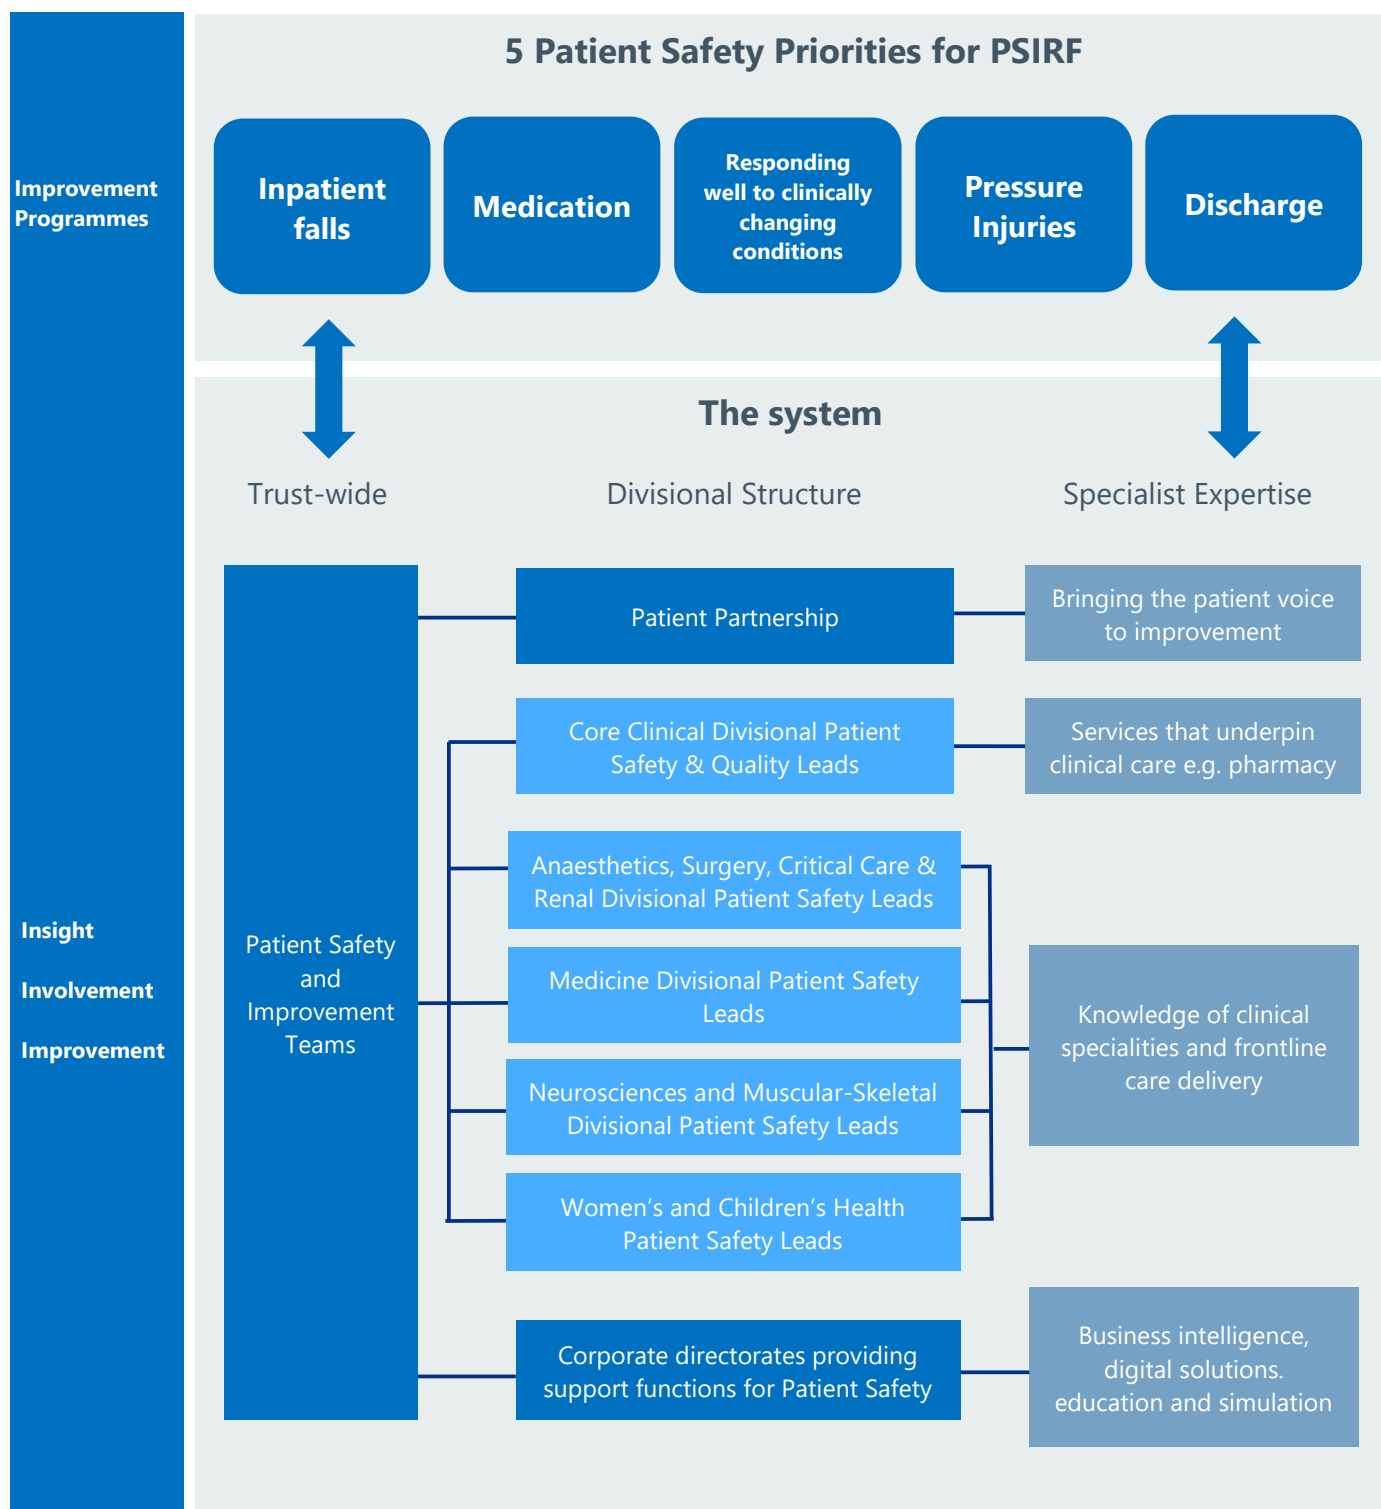 5 Patient Safety Priorities for PSIRF
Improvement
Programmes
Inpatient
falls
Medication
Responding
well to clinically
changing
conditions
Pressure
Injuries
Discharge
The system
Trust-wide
Divisional Structure
Specialist Expertise
Patient Partnership
Bringing the patient voice
to improvement
Core Clinical Divisional Patient
Safety & Quality Leads
Services that underpin
clinical care e.g. pharmacy
Anaesthetics, Surgery, Critical Care &
Renal Divisional Patient Safety Leads
Insight
Involvement
Improvement
Patient Safety
and
Improvement
Teams
Medicine Divisional Patient Safety
Leads
Knowledge of clinical
specialities and frontline
care delivery
Neurosciences and Muscular-Skeletal
Divisional Patient Safety Leads
Women’s and Children’s Health
Patient Safety Leads
Corporate directorates providing
support functions for Patient Safety
Business intelligence,
digital solutions.
education and simulation